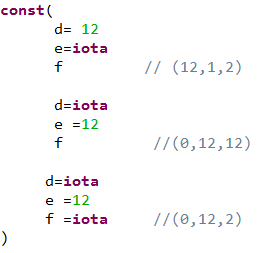 const(
d= 12
e=iota
f // (12,1,2)
d=iota
e =12
f //(0,12,12)
d=iota
e =12
f =iota //(0,12,2)
)